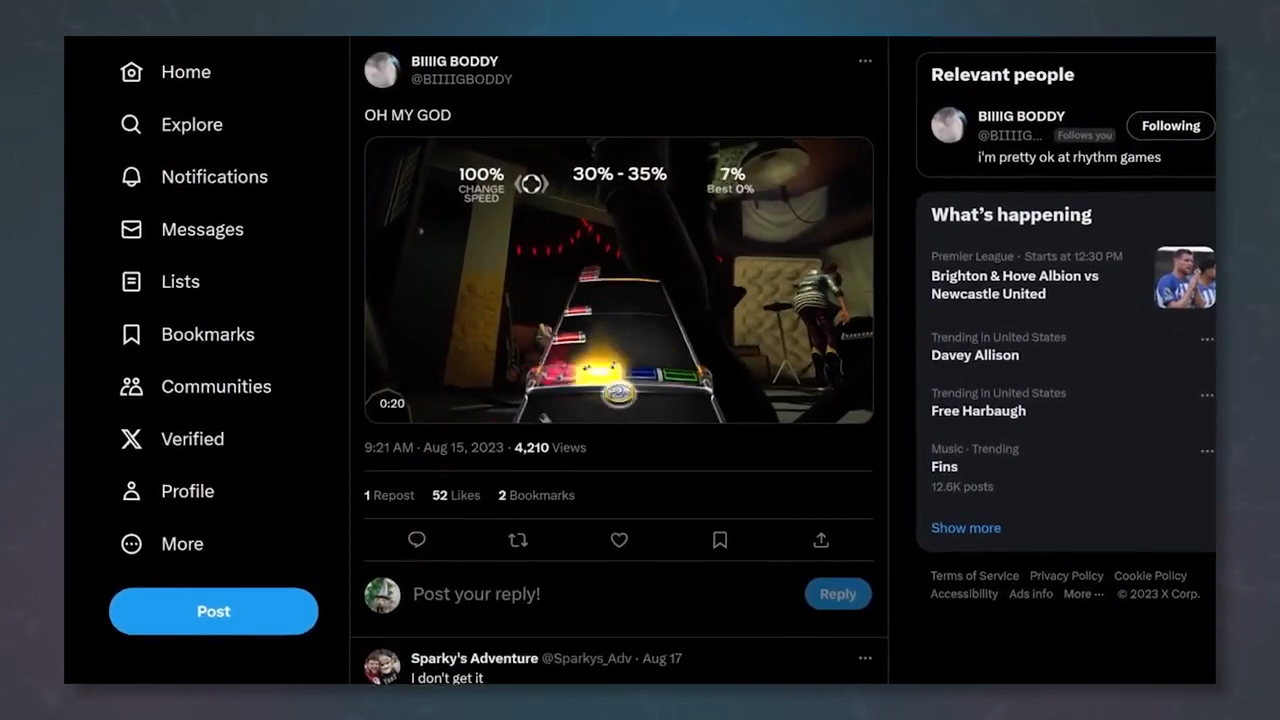 Home
Explore
Notifications
Messages
Lists
Bookmarks
Communities
Verified
Profile
More
Post
BIIIIG BODDY
@BIIIIGBODDY
OH MY GOD
100%
CHANGE
SPEED
30% - 35%
7%
Best 0%
0:20
9:21 AM · Aug 15, 2023 · 4,210 Views
1 Repost 52 Likes 2 Bookmarks
Post your reply!
Reply
Sparky's Adventure @Sparkys_Adv · Aug 17
I don't get it
Relevant people
BIIIIG BODDY
@BIIIIG... Follows you
Following
i'm pretty ok at rhythm games
What's happening
Premier League · Starts at 12:30 PM
Brighton & Hove Albion vs
Newcastle United
Trending in United States
Davey Allison
Trending in United States
Free Harbaugh
Music · Trending
Fins
12.6K posts
Show more
Terms of Service Privacy Policy Cookie Policy
Accessibility Ads info More ··· © 2023 X Corp.